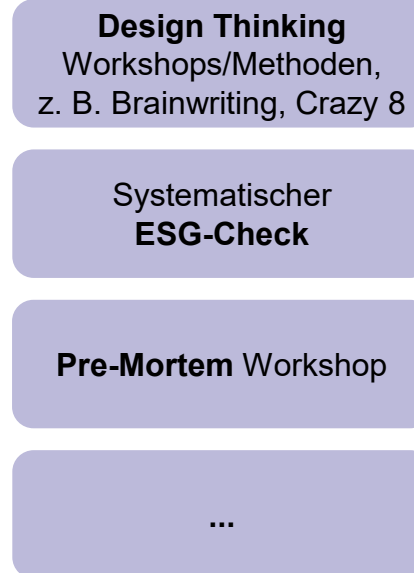 Design Thinking
Workshops/Methoden,
z. B. Brainwriting, Crazy 8
Systematischer
ESG-Check
Pre-Mortem Workshop
...